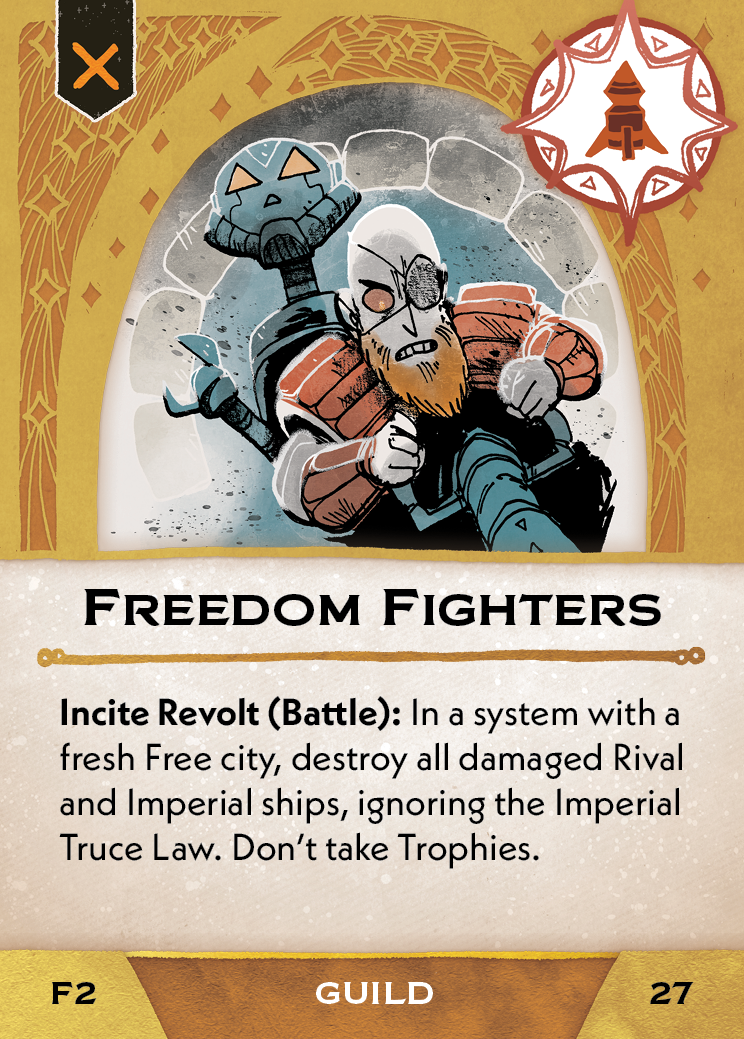 FREEDOM FIGHTERS
Incite Revolt (Battle): In a system with a
fresh Free city, destroy all damaged Rival
and Imperial ships, ignoring the Imperial
Truce Law. Don't take Trophies.
F2 GUILD 27